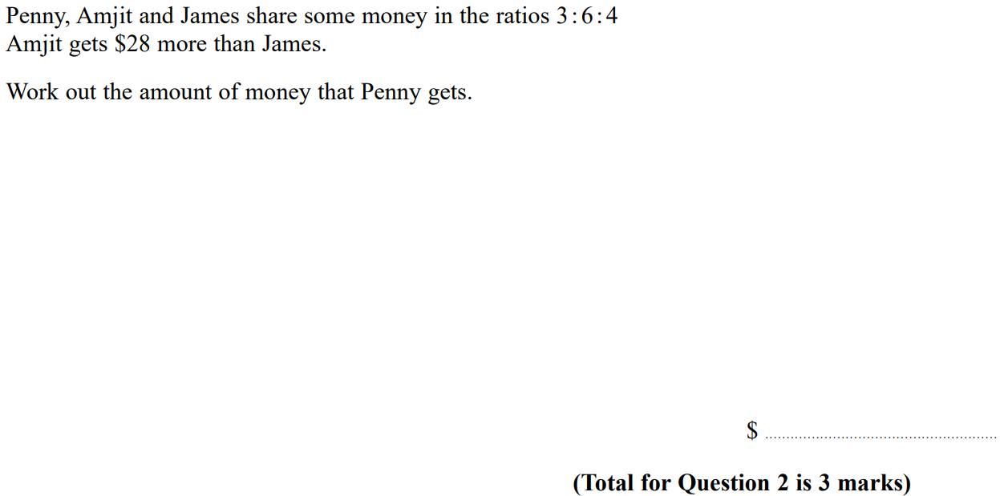 Penny, Amjit and James share some money in the ratios 3 : 6 : 4
Amjit gets $28 more than James.
Work out the amount of money that Penny gets.
$ ........................................................
(Total for Question 2 is 3 marks)